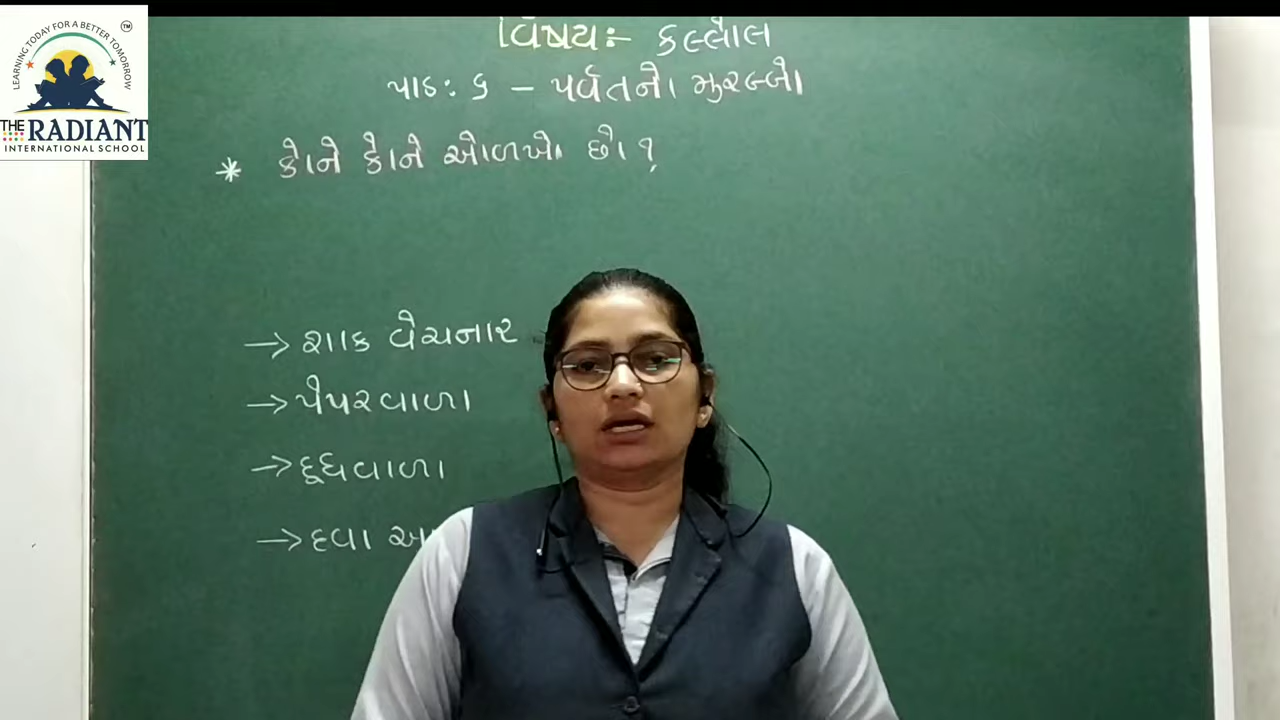 LEARNING TODAY FOR A BETTER TOMORROW
TM
THE RADIANT
INTERNATIONAL SCHOOL
વિષય:- કલ્લોલ
પાઠ: ૬ - પર્વતનો ઝુરબ્બો
* કોને કોને ઓળખો છો ?
→ શાક વેચનાર
→ પેપરવાળા
→ દૂધવાળા
→ દવા